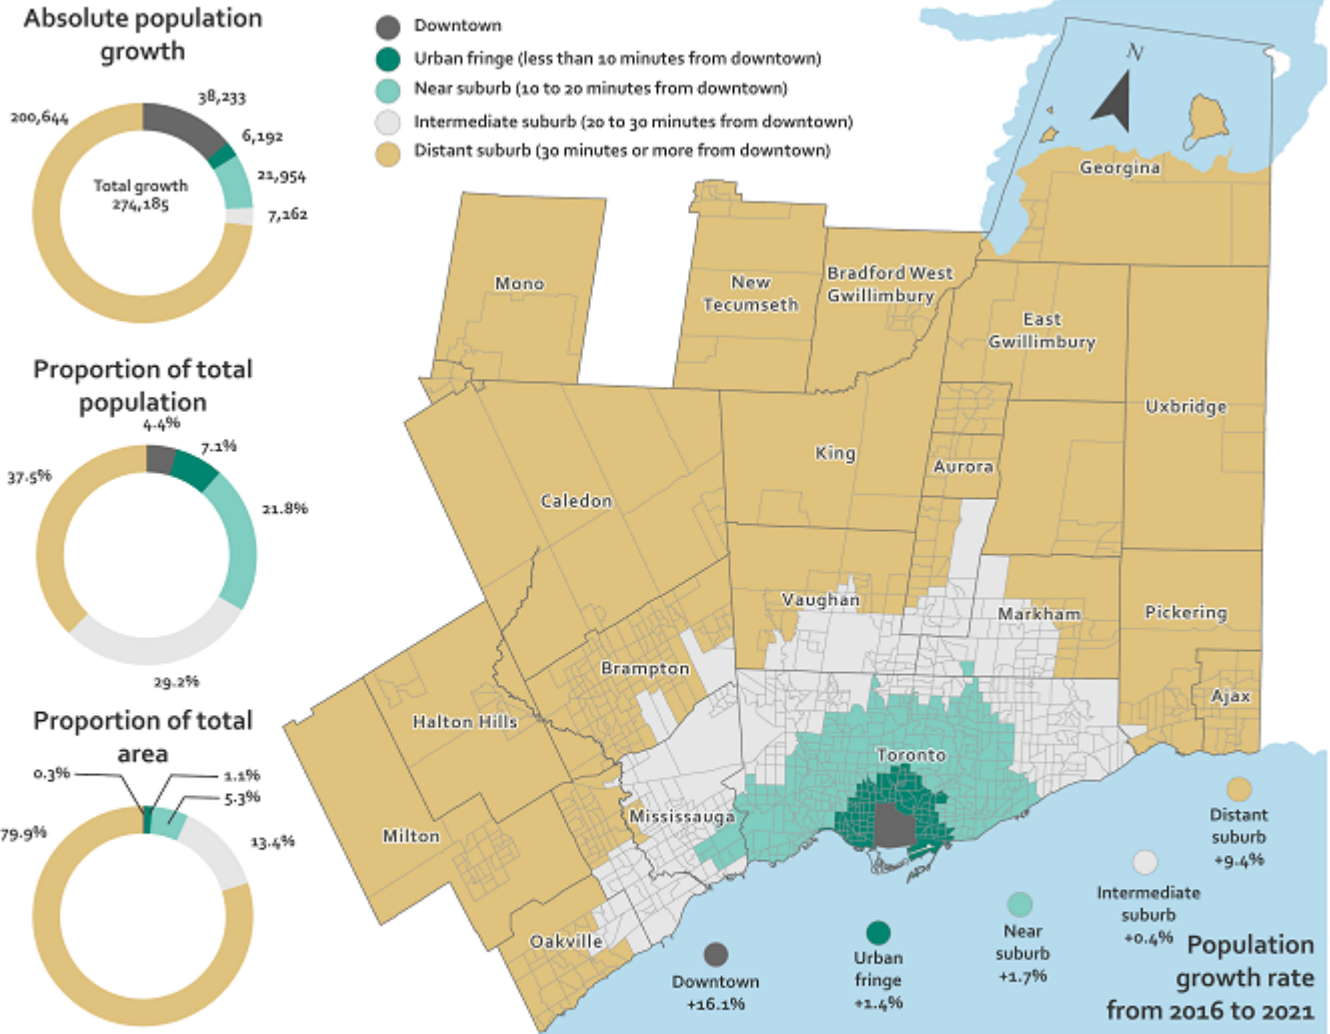 Absolute population
growth
200,644
38,233
6,192
21,954
7,162
Total growth
274,185
Proportion of total
population
4.4%
7.1%
37.5%
21.8%
29.2%
Proportion of total
area
0.3%
1.1%
5.3%
79.9%
13.4%
Downtown
Urban fringe (less than 10 minutes from downtown)
Near suburb (10 to 20 minutes from downtown)
Intermediate suburb (20 to 30 minutes from downtown)
Distant suburb (30 minutes or more from downtown)
N
Georgina
Mono
New
Tecumseth
Bradford West
Gwillimbury
East
Gwillimbury
Uxbridge
King
Aurora
Caledon
Vaughan
Markham
Pickering
Brampton
Ajax
Halton Hills
Toronto
Mississauga
Milton
Oakville
Downtown
+16.1%
Urban
fringe
+1.4%
Near
suburb
+1.7%
Intermediate
suburb
+0.4%
Distant
suburb
+9.4%
Population
growth rate
from 2016 to 2021